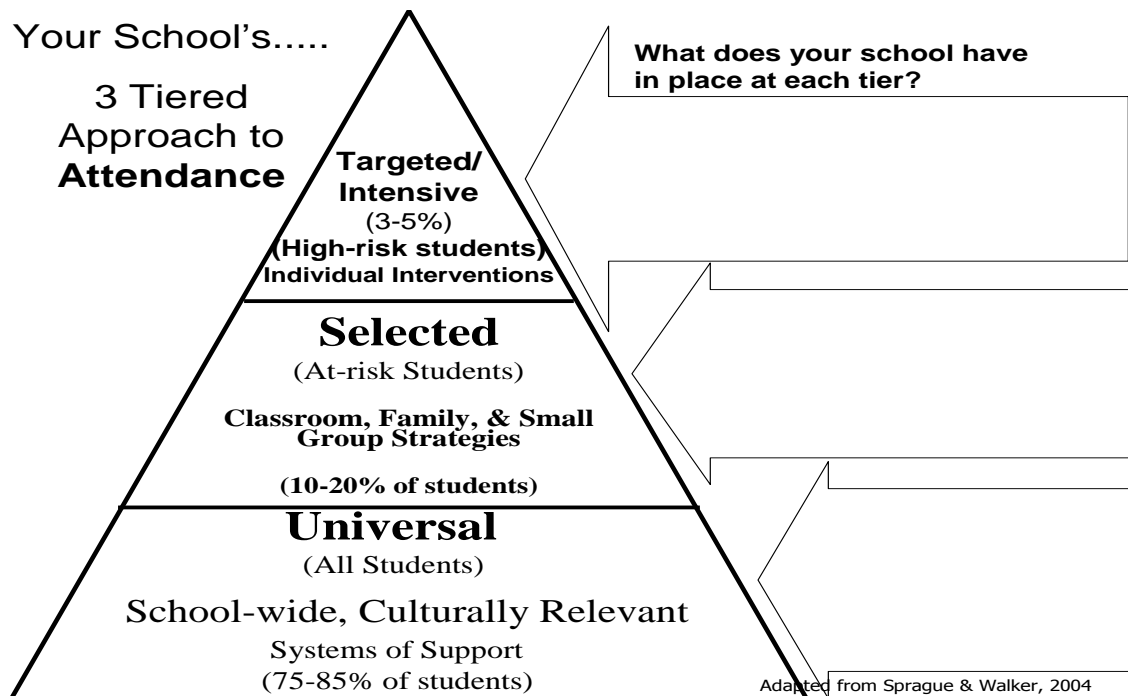 Your School's.....
3 Tiered
Approach to
Attendance
What does your school have
in place at each tier?
Targeted/
Intensive
(3-5%)
(High-risk students)
Individual Interventions
Selected
(At-risk Students)
Classroom, Family, & Small
Group Strategies
(10-20% of students)
Universal
(All Students)
School-wide, Culturally Relevant
Systems of Support
(75-85% of students)
Adapted from Sprague & Walker, 2004